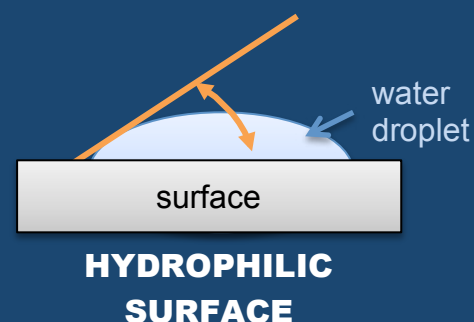 water
droplet
surface
HYDROPHILIC
SURFACE